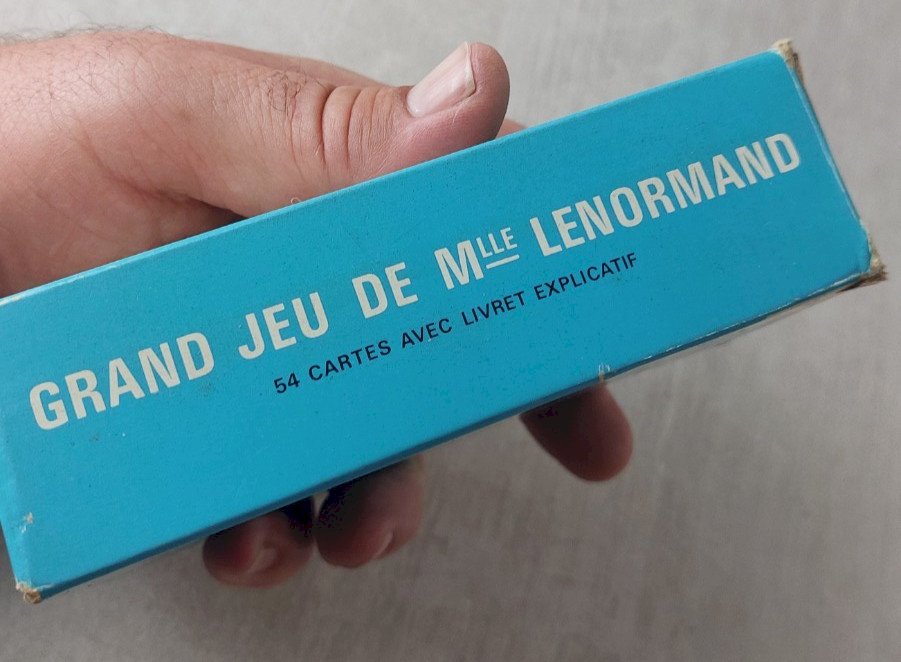 GRAND JEU DE MLLE LENORMAND
54 CARTES AVEC LIVRET EXPLICATIF